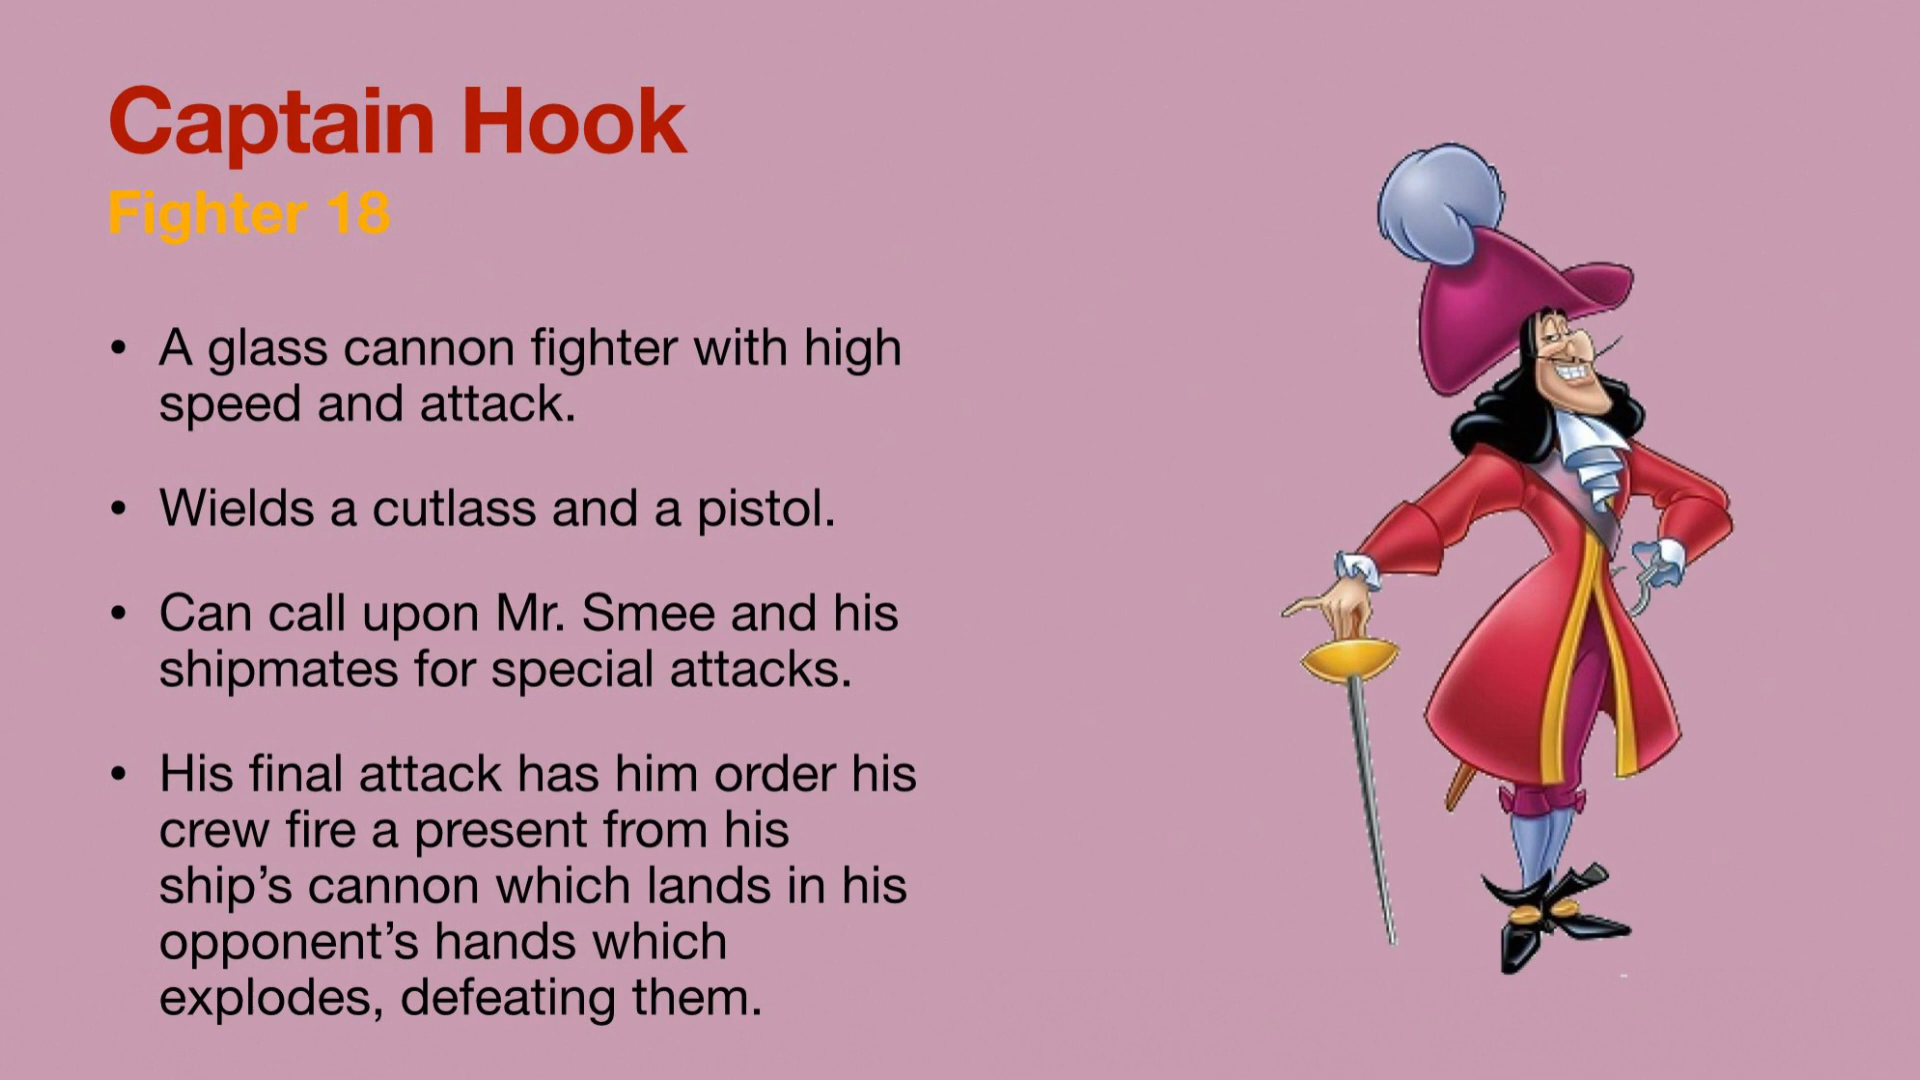 Captain Hook
Fighter 18
• A glass cannon fighter with high
speed and attack.
• Wields a cutlass and a pistol.
• Can call upon Mr. Smee and his
shipmates for special attacks.
• His final attack has him order his
crew fire a present from his
ship’s cannon which lands in his
opponent’s hands which
explodes, defeating them.